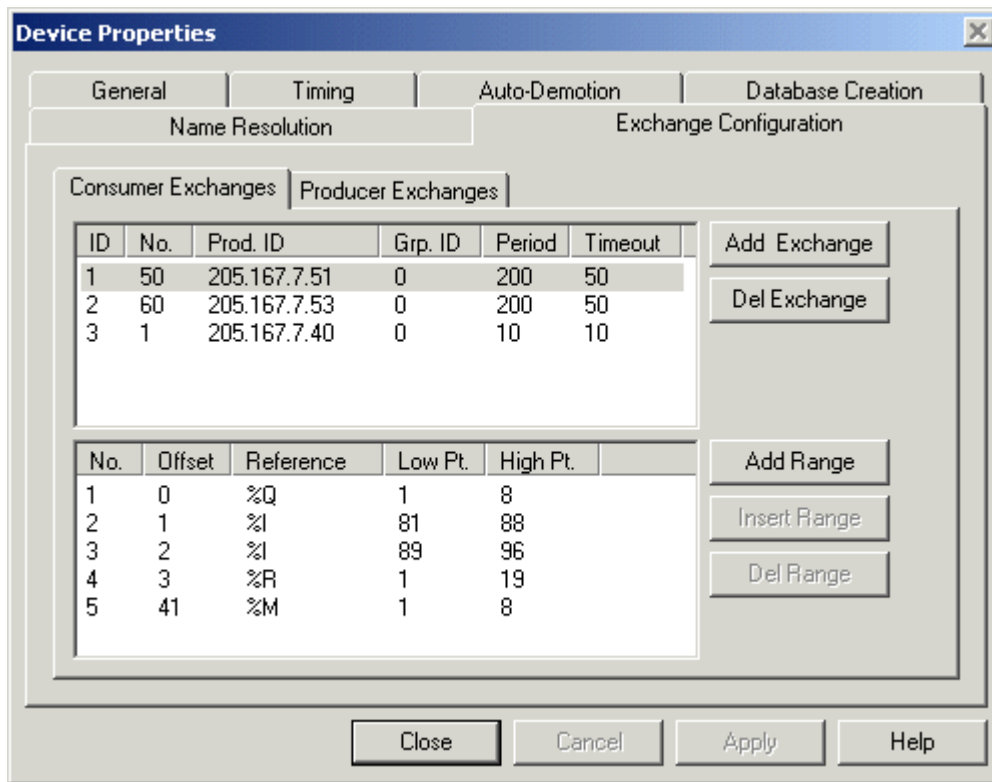 Device Properties
General Timing Auto-Demotion Database Creation
Name Resolution Exchange Configuration
Consumer Exchanges Producer Exchanges
ID No. Prod. ID Grp. ID Period Timeout
1 50 205.167.7.51 0 200 50
2 60 205.167.7.53 0 200 50
3 1 205.167.7.40 0 10 10
Add Exchange
Del Exchange
No. Offset Reference Low Pt. High Pt.
1 0 %Q 1 8
2 1 %I 81 88
3 2 %I 89 96
4 3 %R 1 19
5 41 %M 1 8
Add Range
Insert Range
Del Range
Close Cancel Apply Help